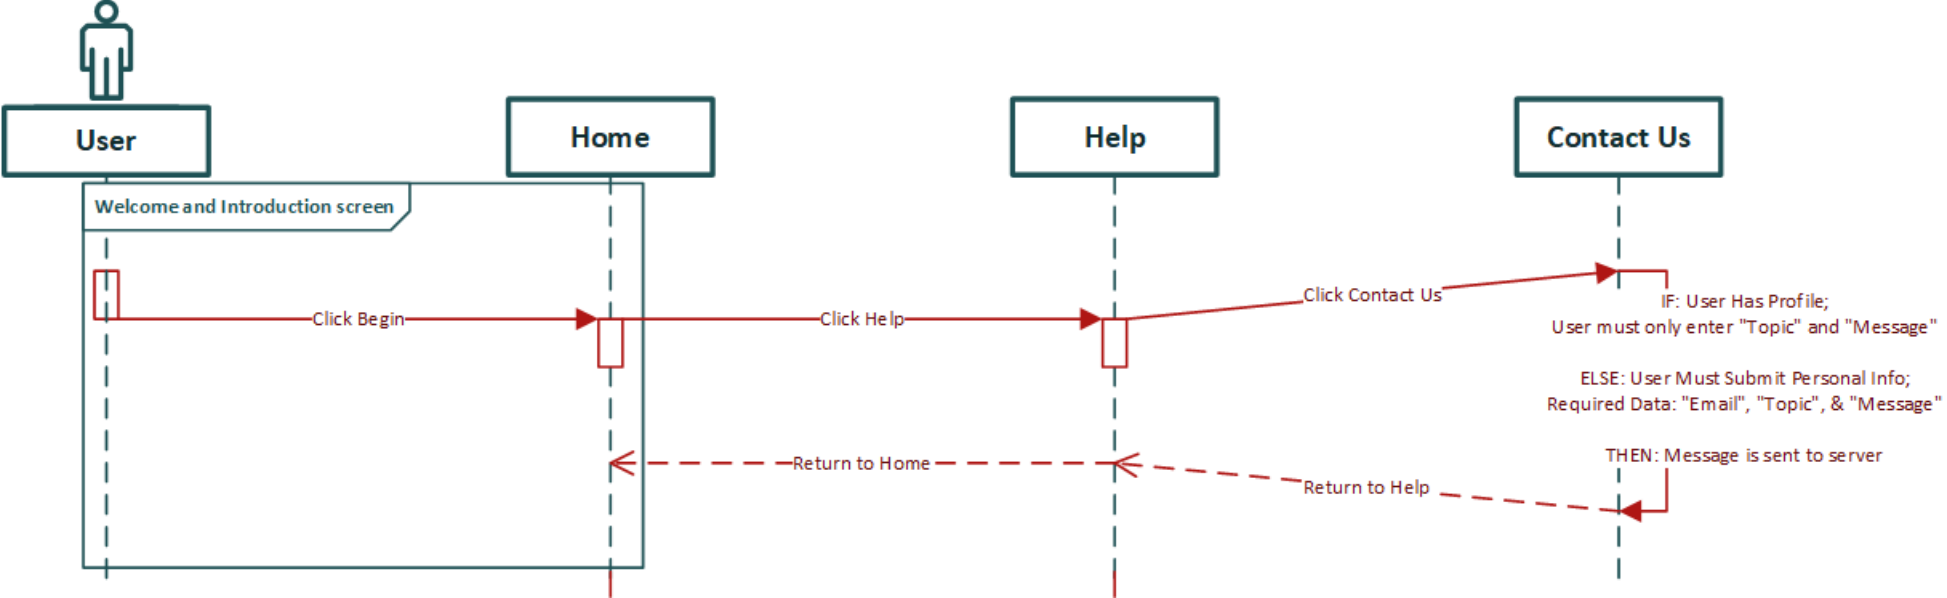 User
Home
Help
Contact Us
Welcome and Introduction screen
Click Begin
Click Help
Click Contact Us
IF: User Has Profile;
User must only enter "Topic" and "Message"
ELSE: User Must Submit Personal Info;
Required Data: "Email", "Topic", & "Message"
THEN: Message is sent to server
Return to Home
Return to Help